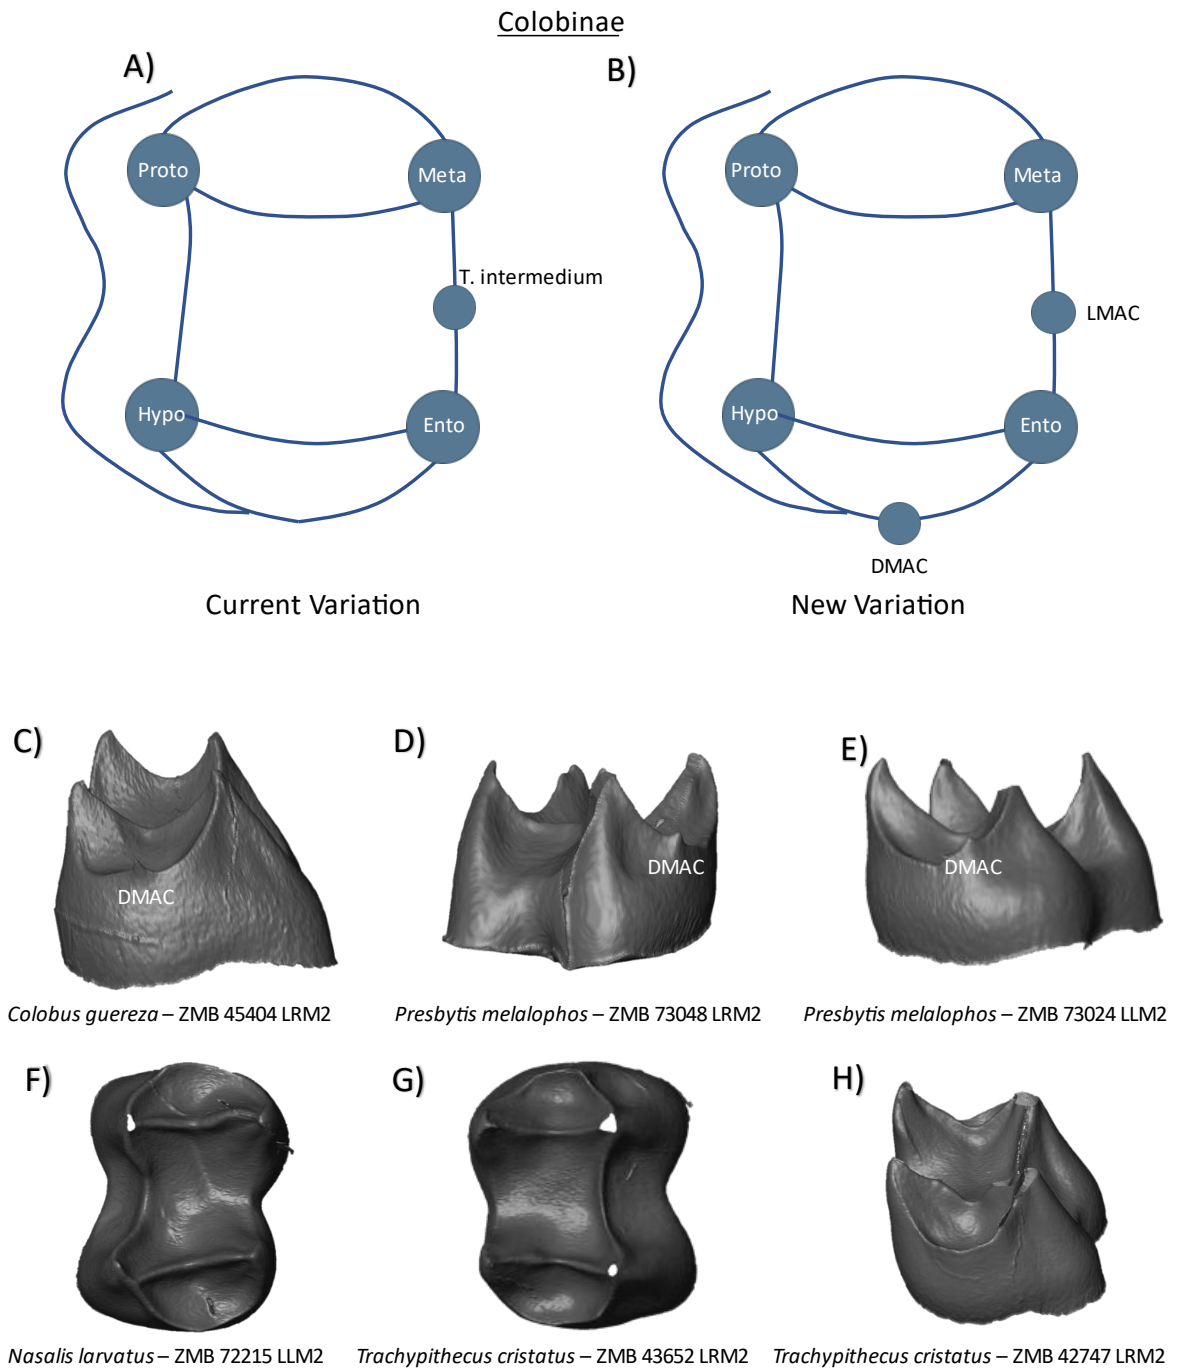 Colobinae
A)
B)
Proto
Meta
Proto
Meta
T. intermedium
LMAC
Hypo
Ento
Hypo
Ento
DMAC
Current Variation
New Variation
C)
D)
E)
DMAC
DMAC
DMAC
Colobus guereza – ZMB 45404 LRM2
Presbytis melalophos – ZMB 73048 LRM2
Presbytis melalophos – ZMB 73024 LLM2
F)
G)
H)
Nasalis larvatus – ZMB 72215 LLM2
Trachypithecus cristatus – ZMB 43652 LRM2
Trachypithecus cristatus – ZMB 42747 LRM2